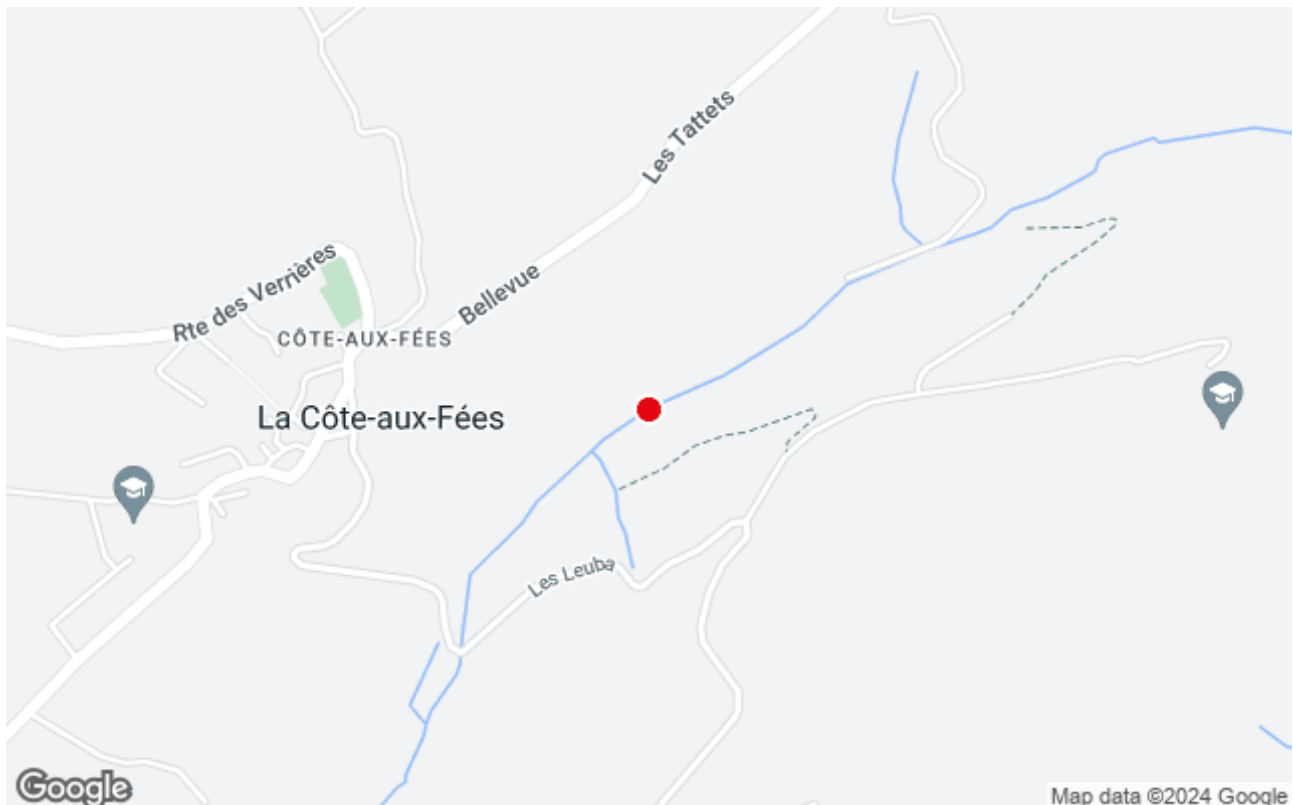 Les Tattets
Rte des Verrières
Bellevue
CÔTE-AUX-FÉES
La Côte-aux-Fées
Les Leuba
Google
Map data ©2024 Google